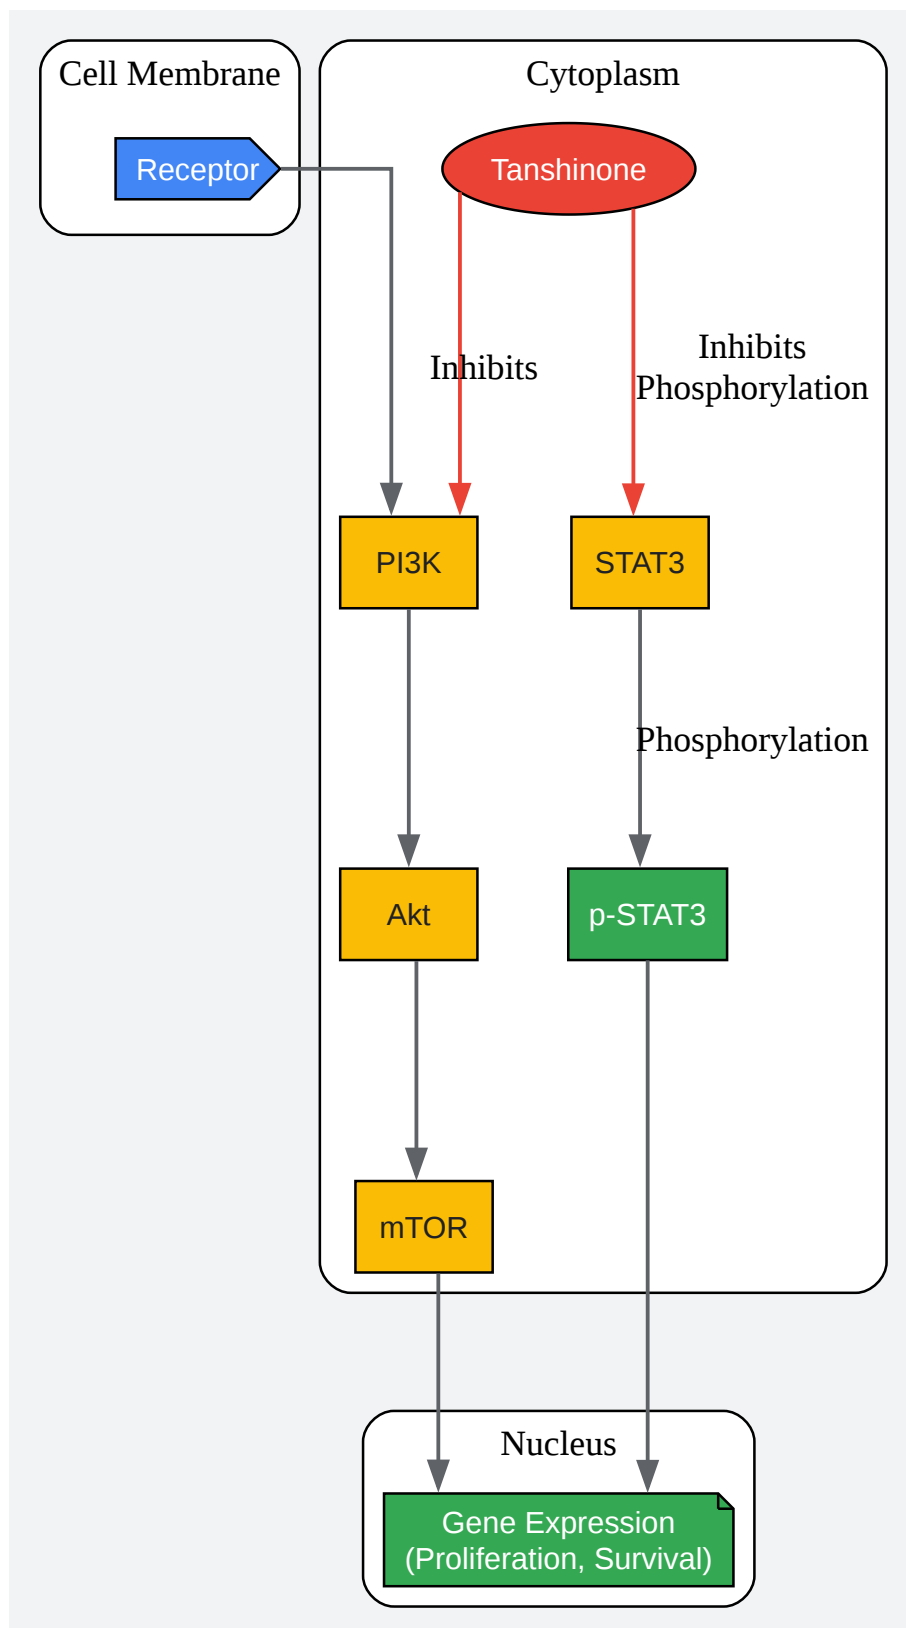 Cell Membrane
Cytoplasm
Receptor
Tanshinone
Inhibits
Inhibits
Phosphorylation
PI3K
STAT3
Phosphorylation
Akt
p-STAT3
mTOR
Nucleus
Gene Expression
(Proliferation, Survival)